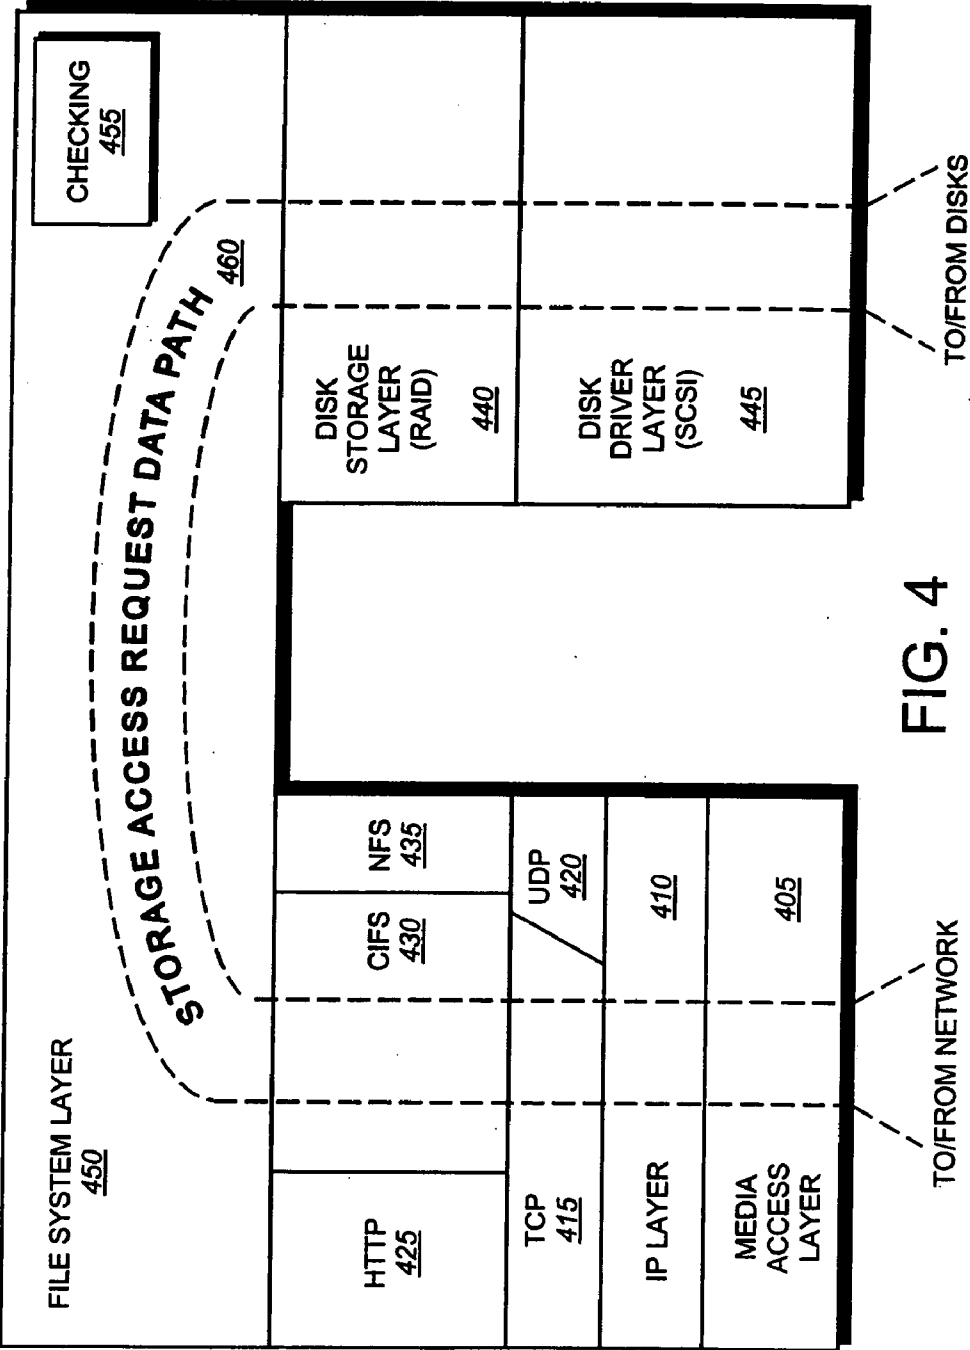 FILE SYSTEM LAYER
450
CHECKING
455
STORAGE ACCESS REQUEST DATA PATH
460
HTTP
425
CIFS
430
NFS
435
TCP
415
UDP
420
IP LAYER
410
MEDIA
ACCESS
LAYER
405
DISK
STORAGE
LAYER
(RAID)
440
DISK
DRIVER
LAYER
(SCSI)
445
TO/FROM NETWORK
TO/FROM DISKS
FIG. 4